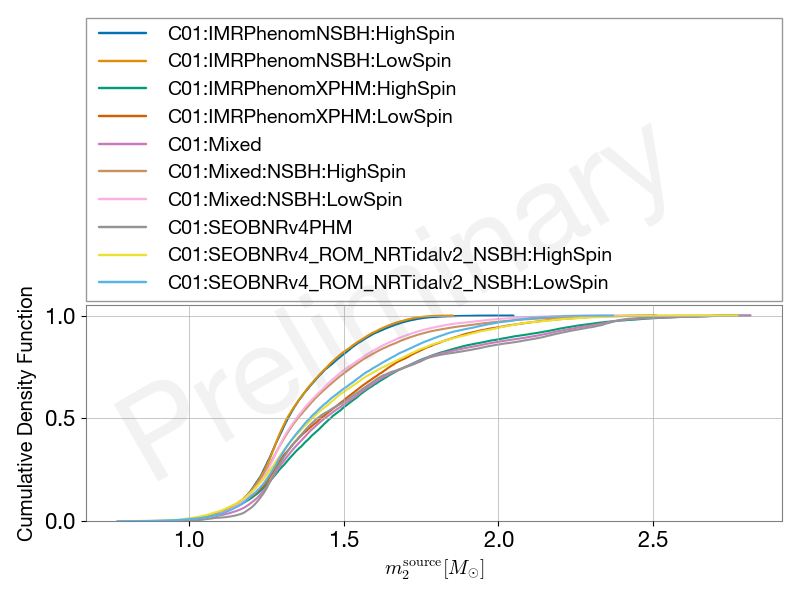 C01:IMRPhenomNSBH:HighSpin
C01:IMRPhenomNSBH:LowSpin
C01:IMRPhenomXPHM:HighSpin
C01:IMRPhenomXPHM:LowSpin
C01:Mixed
C01:Mixed:NSBH:HighSpin
C01:Mixed:NSBH:LowSpin
C01:SEOBNRv4PHM
C01:SEOBNRv4_ROM_NRTidalv2_NSBH:HighSpin
C01:SEOBNRv4_ROM_NRTidalv2_NSBH:LowSpin
Preliminary
Cumulative Density Function
1.0
0.5
0.0
1.0 1.5 2.0 2.5
m₂^source [M_⊙]